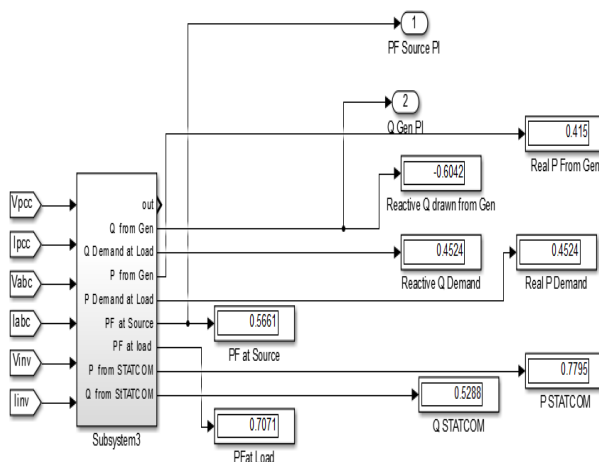 1
PF Source PI
2
Q Gen PI
0.415
Real P From Gen
-0.6042
Reactive Q drawn from Gen
Vpcc
Ipcc
Vabc
Iabc
Vinv
Iinv
out
Q from Gen
Q Demand at Load
P from Gen
P Demand at Load
PF at Source
PF at load
P from STATCOM
Q from StTATCOM
Subsystem3
0.4524
Reactive Q Demand
0.4524
Real P Demand
0.5661
PF at Source
0.7795
P STATCOM
0.5288
Q STATCOM
0.7071
PFat Load